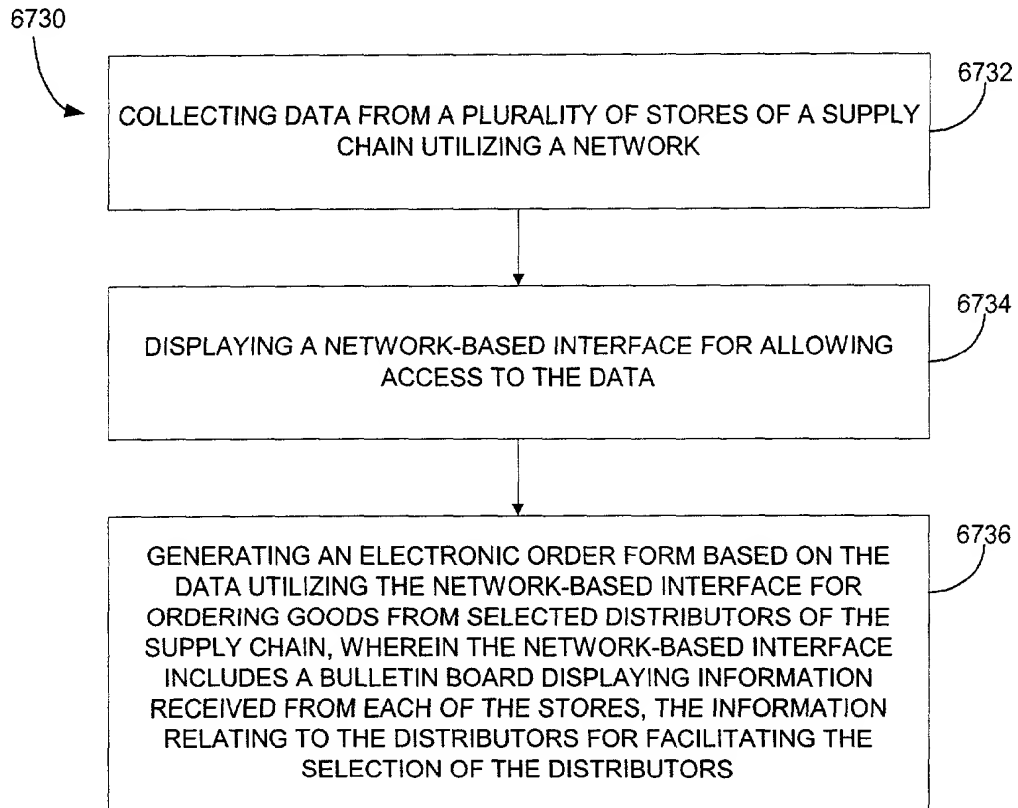 6730
6732
COLLECTING DATA FROM A PLURALITY OF STORES OF A SUPPLY
CHAIN UTILIZING A NETWORK
6734
DISPLAYING A NETWORK-BASED INTERFACE FOR ALLOWING
ACCESS TO THE DATA
6736
GENERATING AN ELECTRONIC ORDER FORM BASED ON THE
DATA UTILIZING THE NETWORK-BASED INTERFACE FOR
ORDERING GOODS FROM SELECTED DISTRIBUTORS OF THE
SUPPLY CHAIN, WHEREIN THE NETWORK-BASED INTERFACE
INCLUDES A BULLETIN BOARD DISPLAYING INFORMATION
RECEIVED FROM EACH OF THE STORES, THE INFORMATION
RELATING TO THE DISTRIBUTORS FOR FACILITATING THE
SELECTION OF THE DISTRIBUTORS